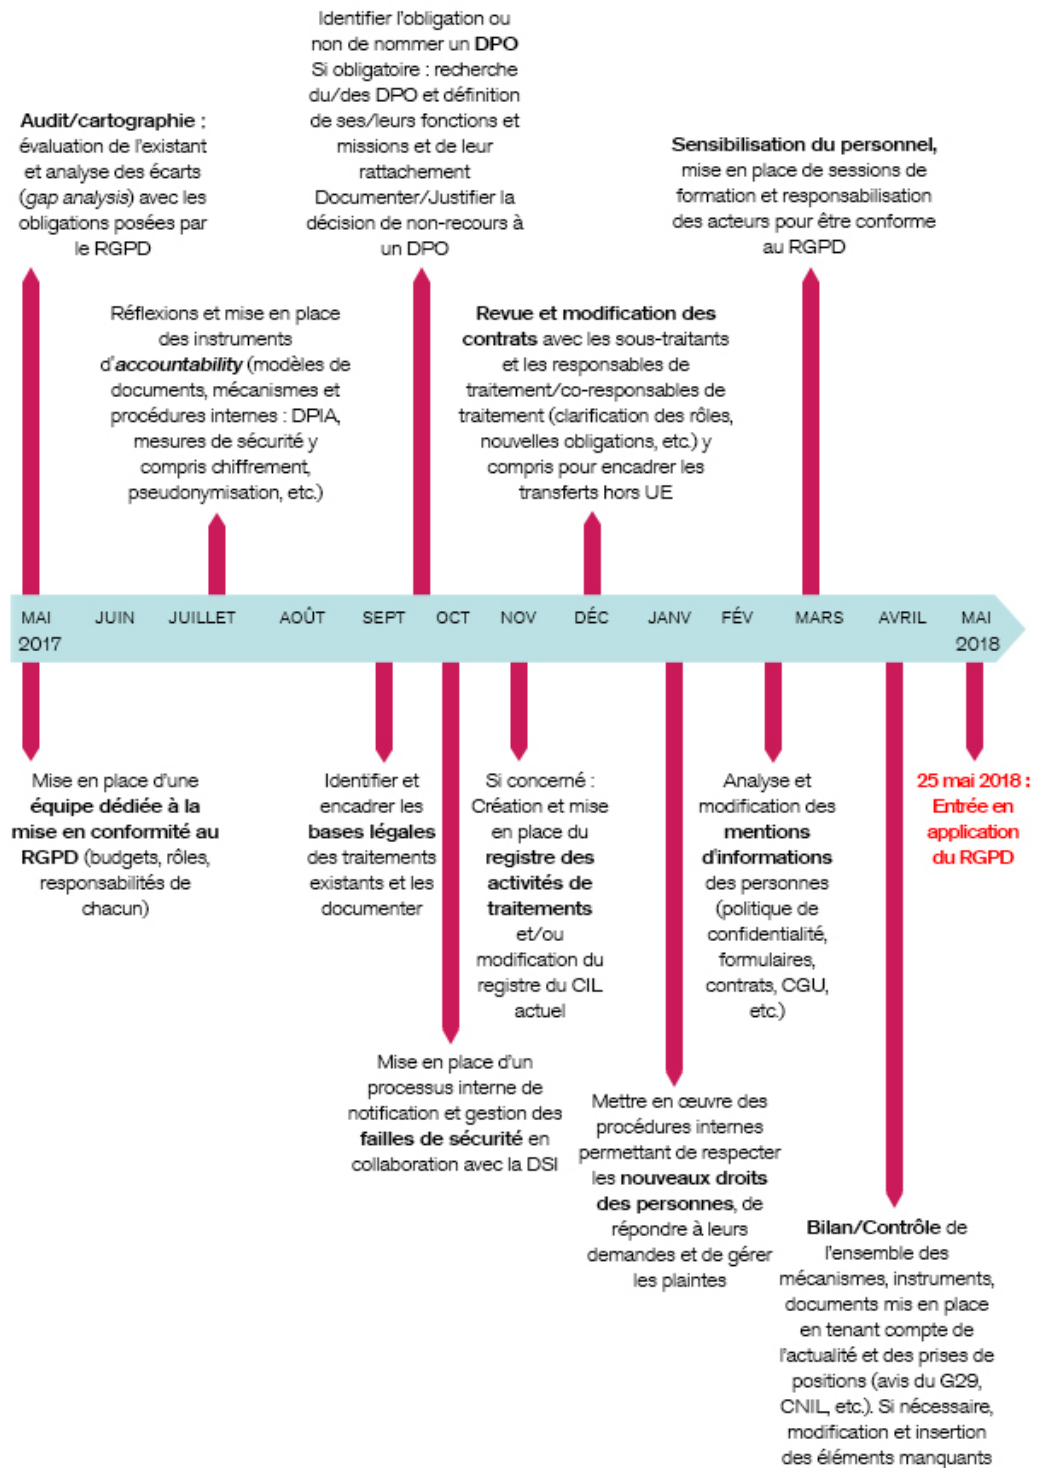 Identifier l'obligation ou
non de nommer un DPO
Si obligatoire : recherche
du/des DPO et définition
de ses/leurs fonctions et
missions et de leur
rattachement
Documenter/Justifier la
décision de non-recours à
un DPO
Audit/cartographie :
évaluation de l'existant
et analyse des écarts
(gap analysis) avec les
obligations posées par
le RGPD
Sensibilisation du personnel,
mise en place de sessions de
formation et responsabilisation
des acteurs pour être conforme
au RGPD
Réflexions et mise en place
des instruments
d'accountability (modèles de
documents, mécanismes et
procédures internes : DPIA,
mesures de sécurité y
compris chiffrement,
pseudonymisation, etc.)
Revue et modification des
contrats avec les sous-traitants
et les responsables de
traitement/co-responsables de
traitement (clarification des rôles,
nouvelles obligations, etc.) y
compris pour encadrer les
transferts hors UE
MAI JUIN JUILLET AOÛT SEPT OCT NOV DÉC JANV FÉV MARS AVRIL MAI
2017 2018
Mise en place d'une
équipe dédiée à la
mise en conformité au
RGPD (budgets, rôles,
responsabilités de
chacun)
Identifier et
encadrer les
bases légales
des traitements
existants et les
documenter
Si concerné :
Création et mise
en place du
registre des
activités de
traitements
et/ou
modification du
registre du CIL
actuel
Analyse et
modification des
mentions
d'informations
des personnes
(politique de
confidentialité,
formulaires,
contrats, CGU,
etc.)
25 mai 2018 :
Entrée en
application
du RGPD
Mise en place d'un
processus interne de
notification et gestion des
failles de sécurité en
collaboration avec la DSI
Mettre en œuvre des
procédures internes
permettant de respecter
les nouveaux droits
des personnes, de
répondre à leurs
demandes et de gérer
les plaintes
Bilan/Contrôle de
l'ensemble des
mécanismes, instruments,
documents mis en place
en tenant compte de
l'actualité et des prises de
positions (avis du G29,
CNIL, etc.). Si nécessaire,
modification et insertion
des éléments manquants